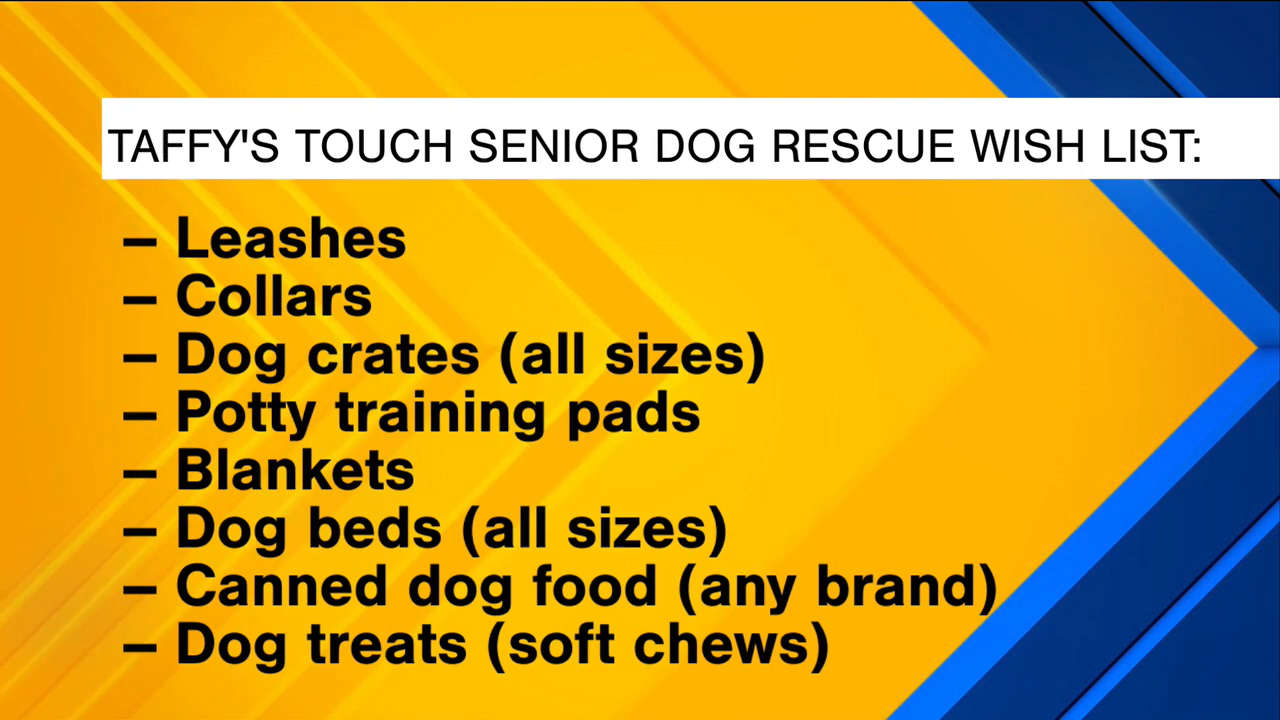 TAFFY'S TOUCH SENIOR DOG RESCUE WISH LIST:
– Leashes
– Collars
– Dog crates (all sizes)
– Potty training pads
– Blankets
– Dog beds (all sizes)
– Canned dog food (any brand)
– Dog treats (soft chews)